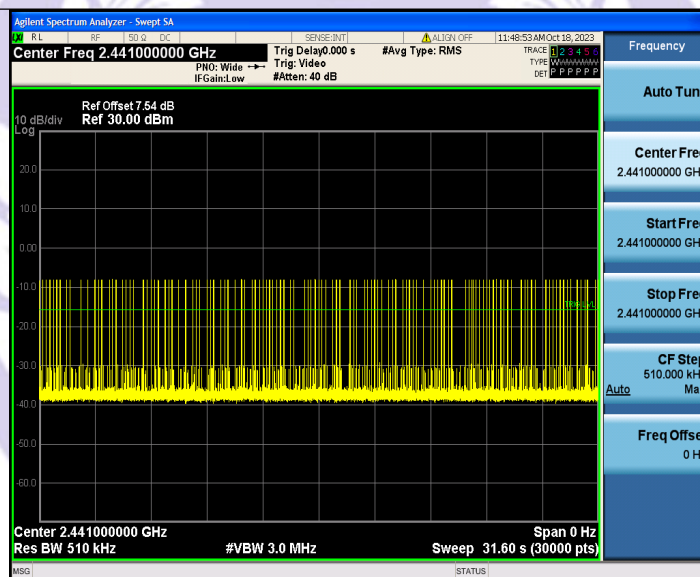 Agilent Spectrum Analyzer - Swept SA
LXI RL RF 50 Ω DC SENSE:INT ALIGN OFF 11:48:53 AM Oct 18, 2023
Center Freq 2.441000000 GHz
PNO: Wide
IFGain:Low
Trig Delay0.000 s
Trig: Video
#Atten: 40 dB
#Avg Type: RMS
TRACE 1 2 3 4 5 6
TYPE WWWWWW
DET P P P P P P
Ref Offset 7.54 dB
10 dB/div Ref 30.00 dBm
Log
20.0
10.0
0.00
-10.0
-20.0
-30.0
-40.0
-50.0
-60.0
Center 2.441000000 GHz Span 0 Hz
Res BW 510 kHz #VBW 3.0 MHz Sweep 31.60 s (30000 pts)
MSG STATUS
Frequency
Auto Tun
Center Fre
2.441000000 GH
Start Fre
2.441000000 GH
Stop Fre
2.441000000 GH
CF Step
510.000 kH
Auto Ma
Freq Offse
0 H